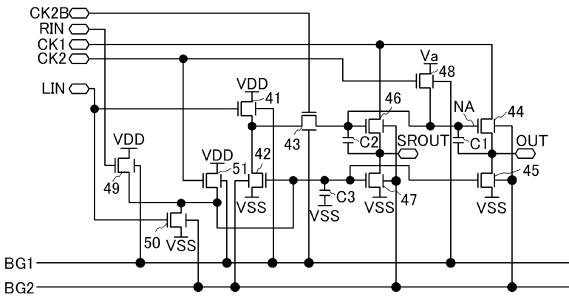 CK2B
RIN
CK1
CK2
Va
48
LIN
VDD
41
46
NA
44
43
C2
SROUT
C1
OUT
VDD
VDD
51
42
49
45
C3
47
VSS
VSS
VSS
VSS
50
VSS
BG1
BG2